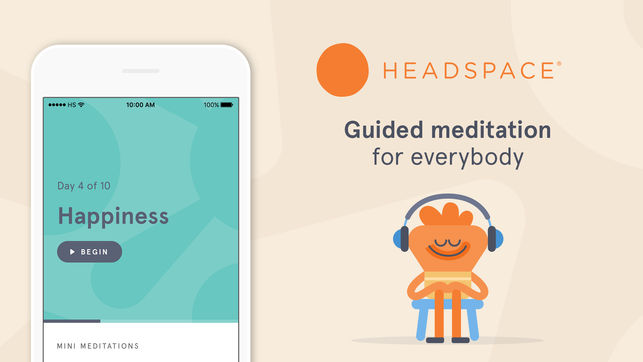 ●●●●● HS 10:00 AM 100%
Day 4 of 10
Happiness
BEGIN
MINI MEDITATIONS
HEADSPACE®
Guided meditation
for everybody